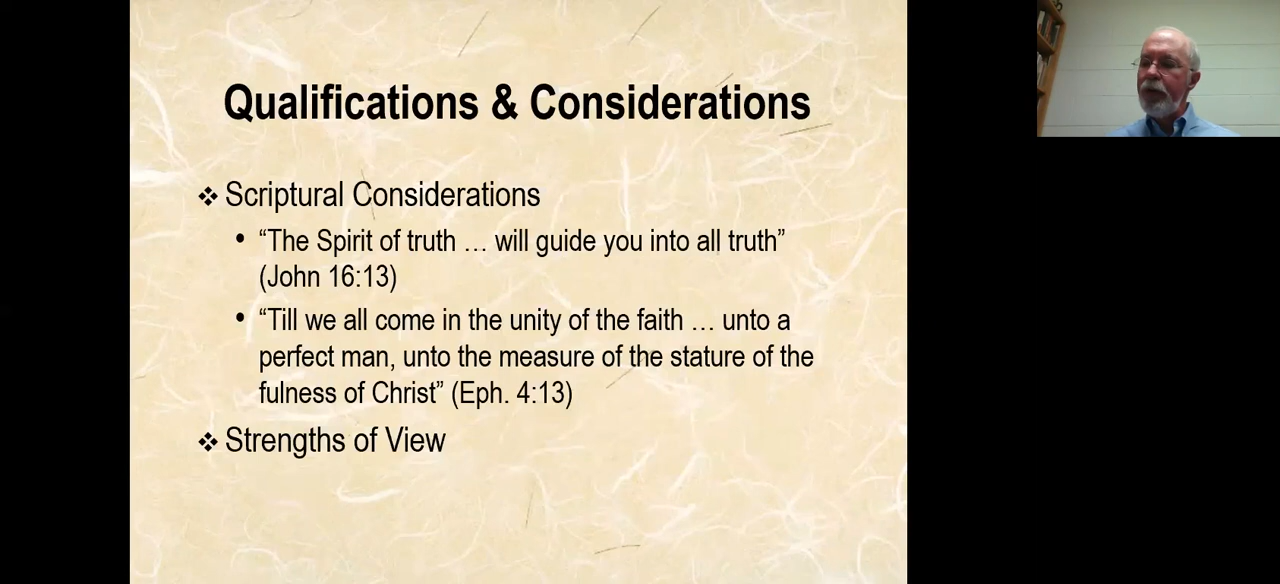 Qualifications & Considerations
❖ Scriptural Considerations
• “The Spirit of truth … will guide you into all truth”
(John 16:13)
• “Till we all come in the unity of the faith … unto a
perfect man, unto the measure of the stature of the
fulness of Christ” (Eph. 4:13)
❖ Strengths of View